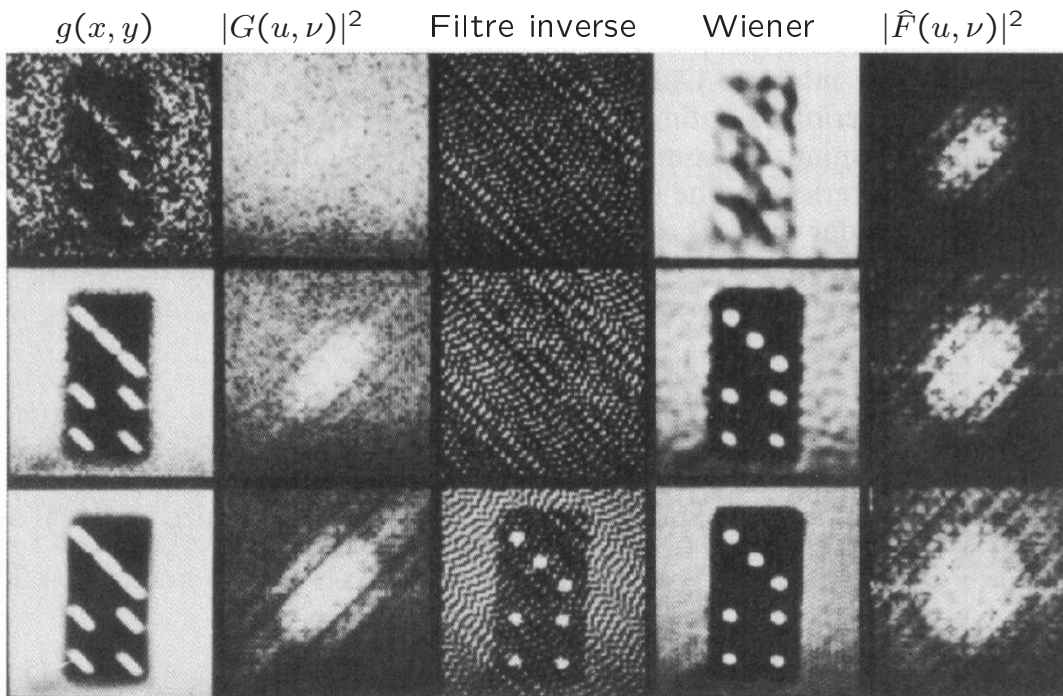 g(x, y) |G(u, ν)|² Filtre inverse Wiener |F̂(u, ν)|²